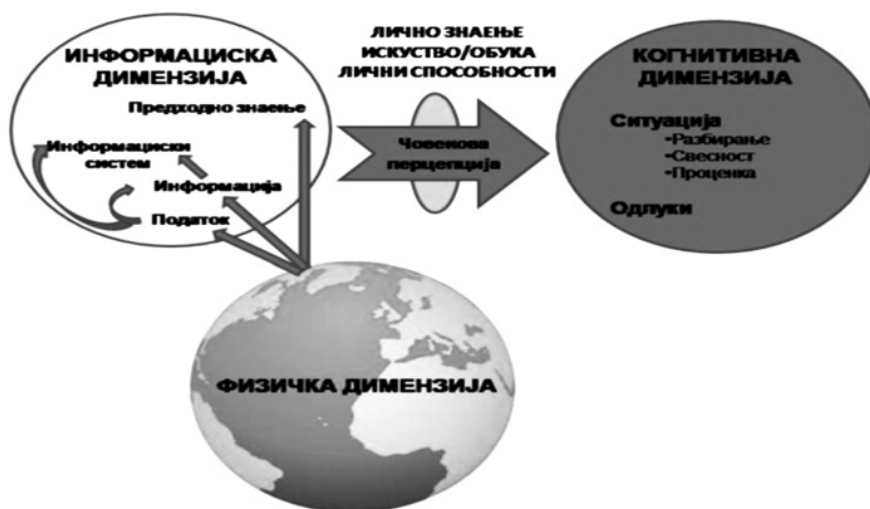 ИНФОРМАЦИСКА
ДИМЕНЗИЈА
Предходно знаење
Информациски
систем
Информација
Податок
ЛИЧНО ЗНАЕЊЕ
ИСКУСТВО/ОБУКА
ЛИЧНИ СПОСОБНОСТИ
Човекова
перцепција
КОГНИТИВНА
ДИМЕНЗИЈА
Ситуација
•Разбирање
•Свесност
•Проценка
Одлуки
ФИЗИЧКА ДИМЕНЗИЈА